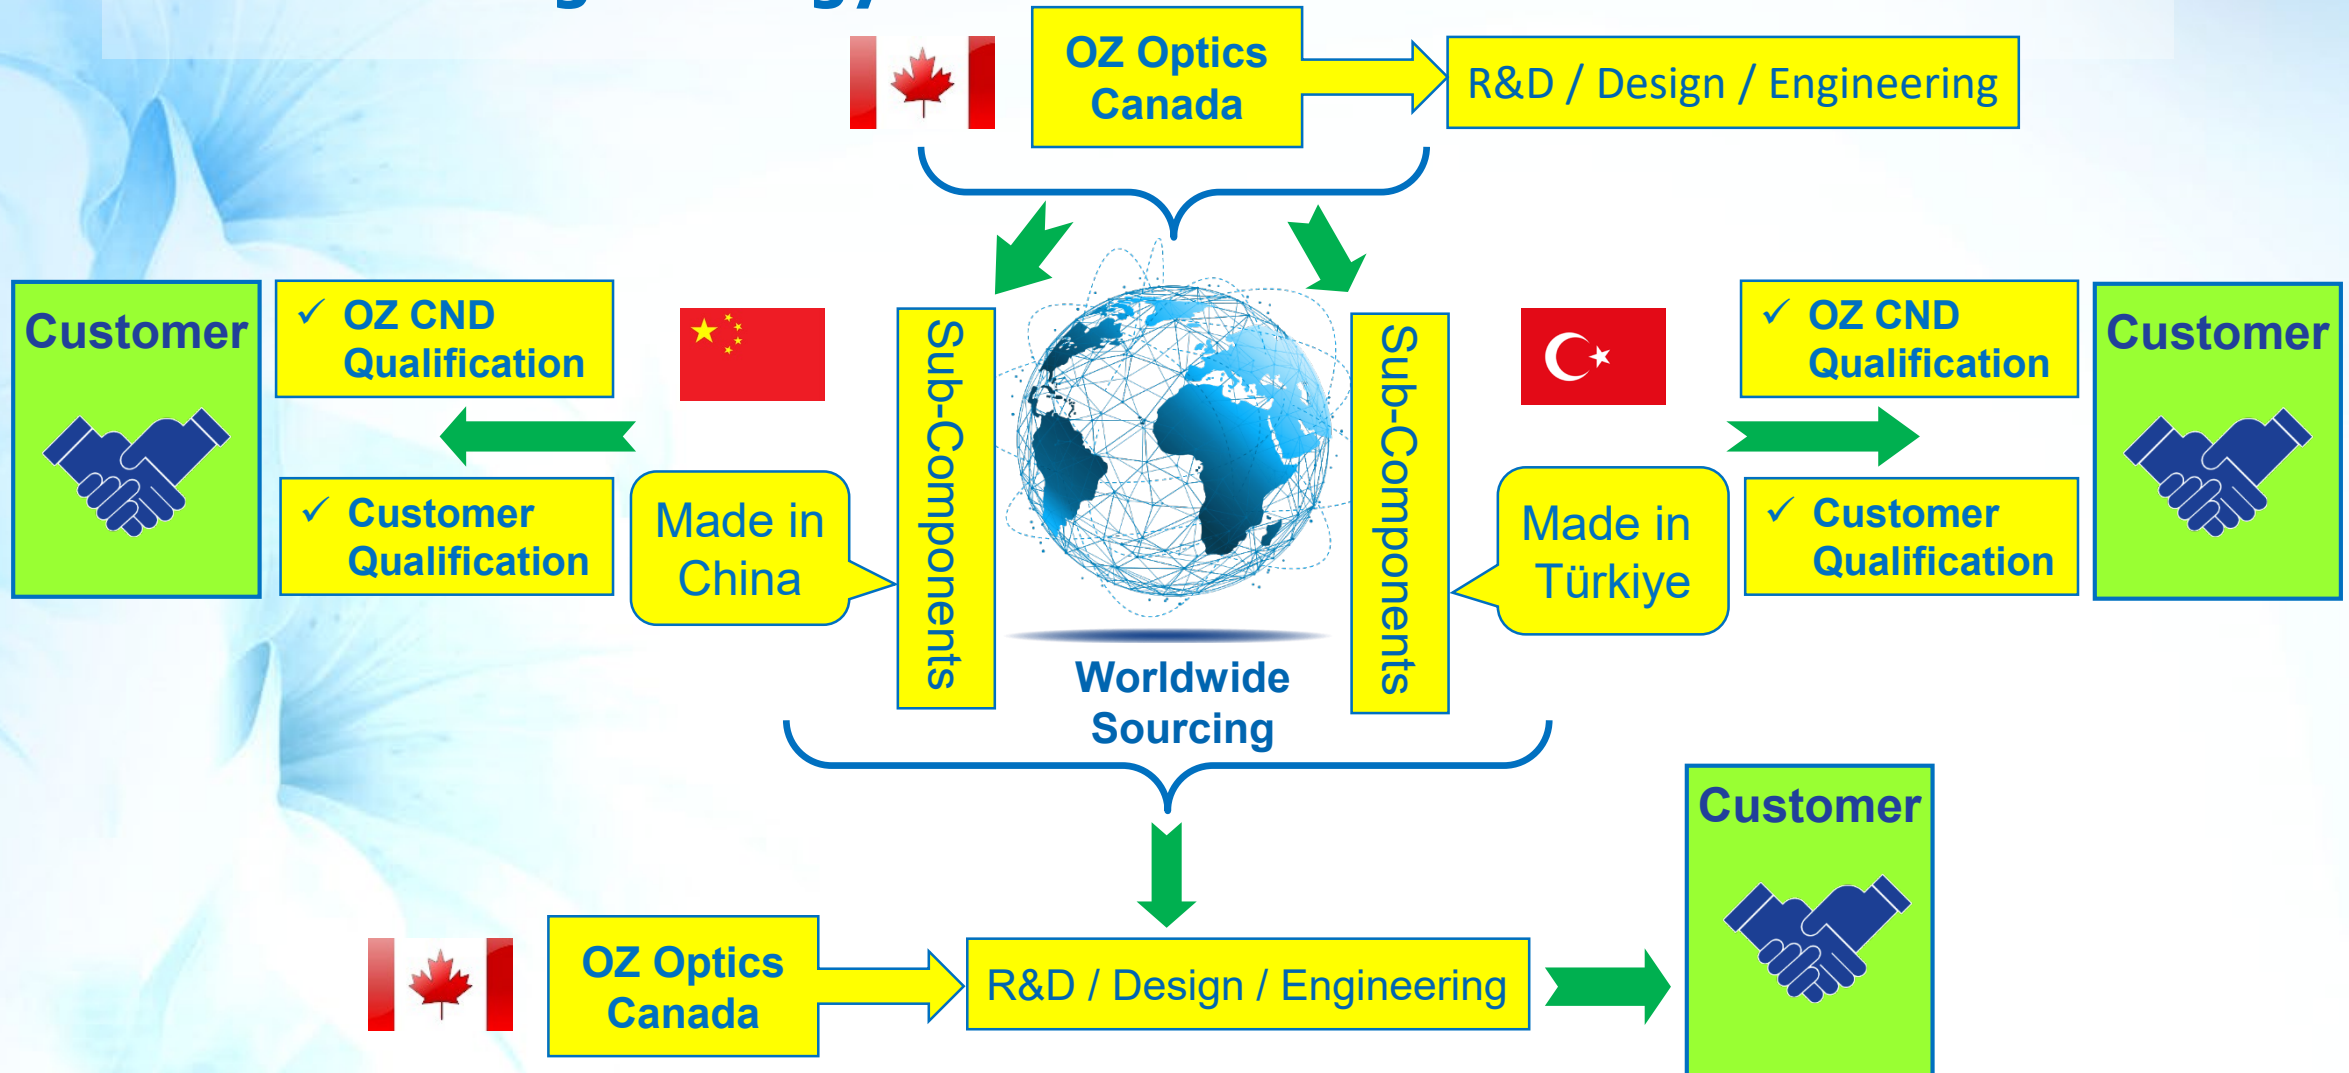 OZ Optics
Canada
R&D / Design / Engineering
Customer
✓ OZ CND
Qualification
✓ Customer
Qualification
Made in
China
Sub-Components
Worldwide
Sourcing
Sub-Components
Made in
Türkiye
✓ OZ CND
Qualification
✓ Customer
Qualification
Customer
OZ Optics
Canada
R&D / Design / Engineering
Customer